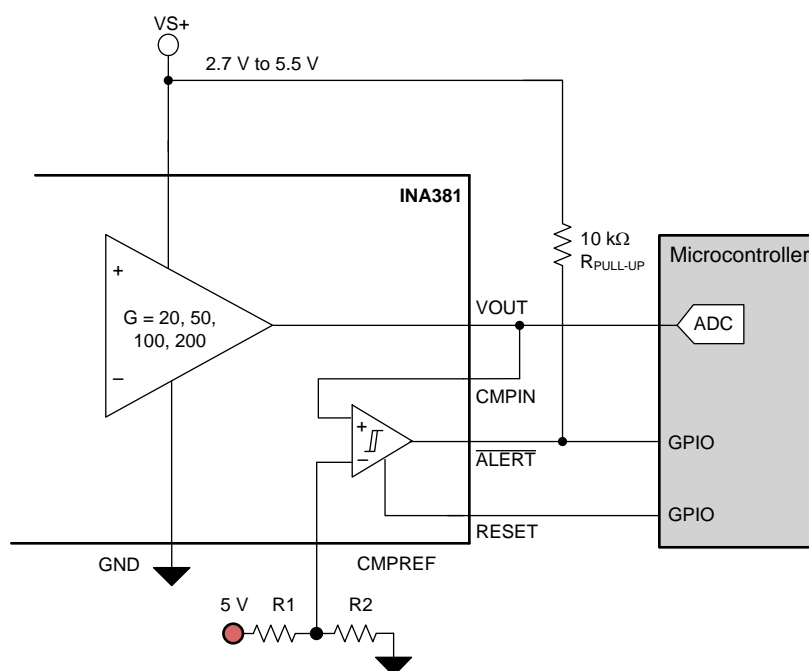 VS+
2.7 V to 5.5 V
INA381
10 kΩ
RPULL-UP
Microcontroller
+
G = 20, 50,
100, 200
–
VOUT
ADC
CMPIN
+
–
ALERT
GPIO
RESET
GPIO
GND
CMPREF
5 V
R1
R2